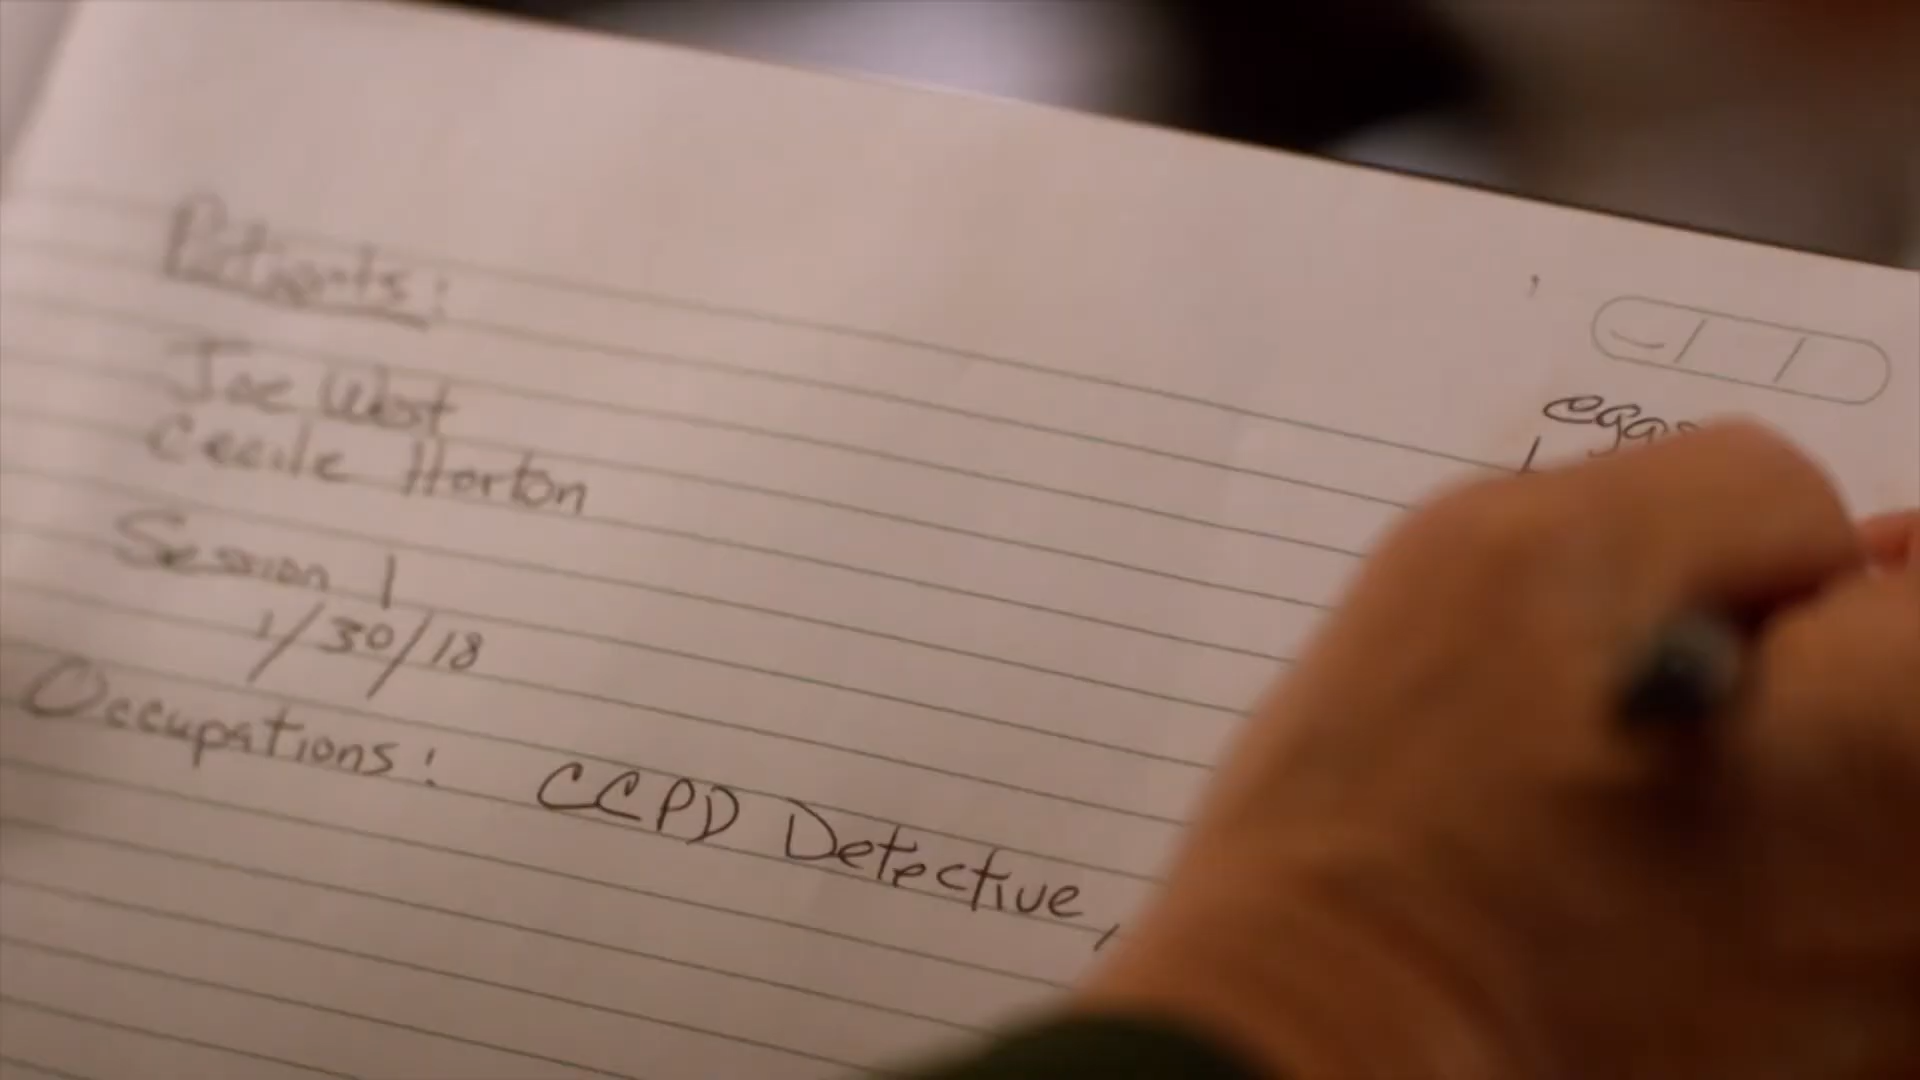 Patients:
Joe West
Cecile Horton
Session 1
1/30/18
Occupations: CCPD Detective,